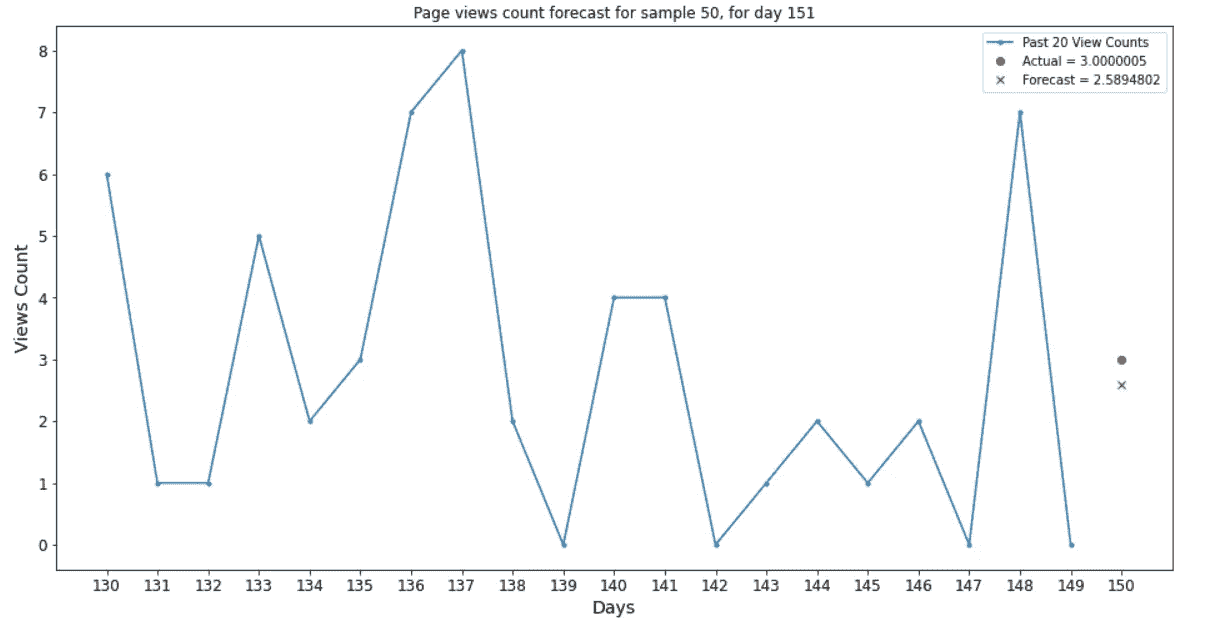 Page views count forecast for sample 50, for day 151
Past 20 View Counts
Actual = 3.0000005
Forecast = 2.5894802
8
7
6
5
4
3
2
1
0
Views Count
130 131 132 133 134 135 136 137 138 139 140 141 142 143 144 145 146 147 148 149 150
Days